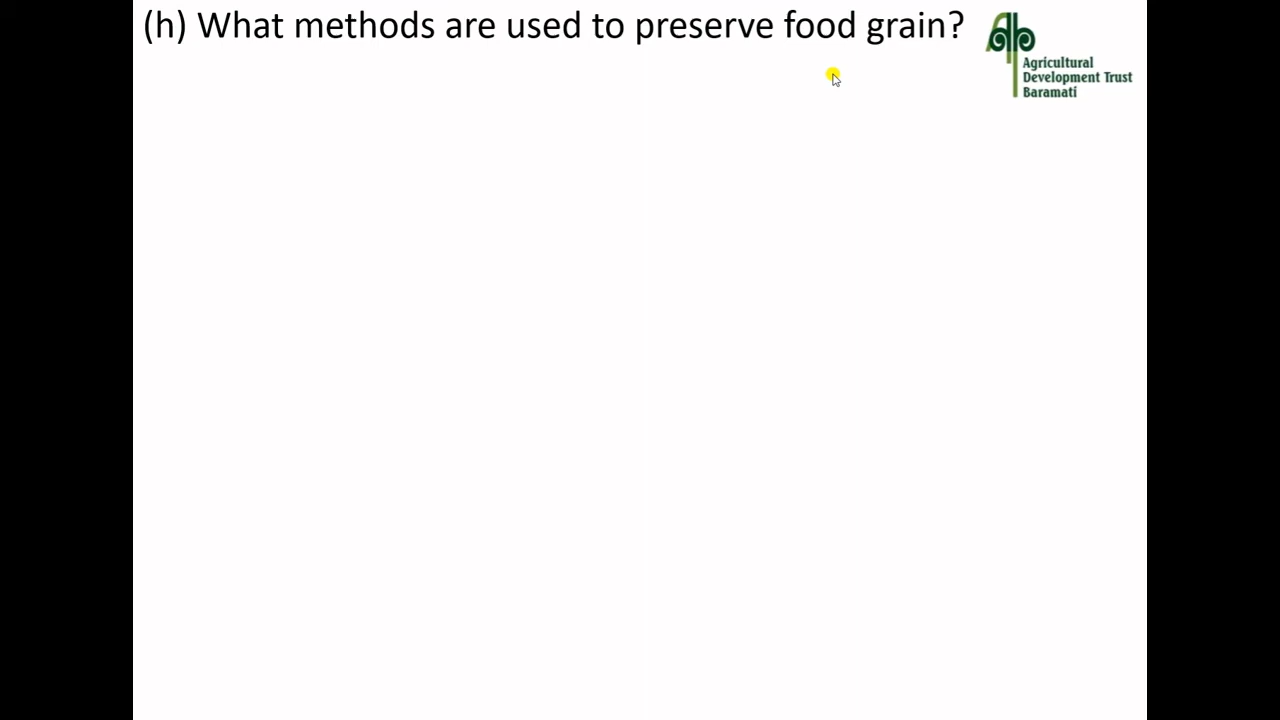 (h) What methods are used to preserve food grain?
Agricultural
Development Trust
Baramati